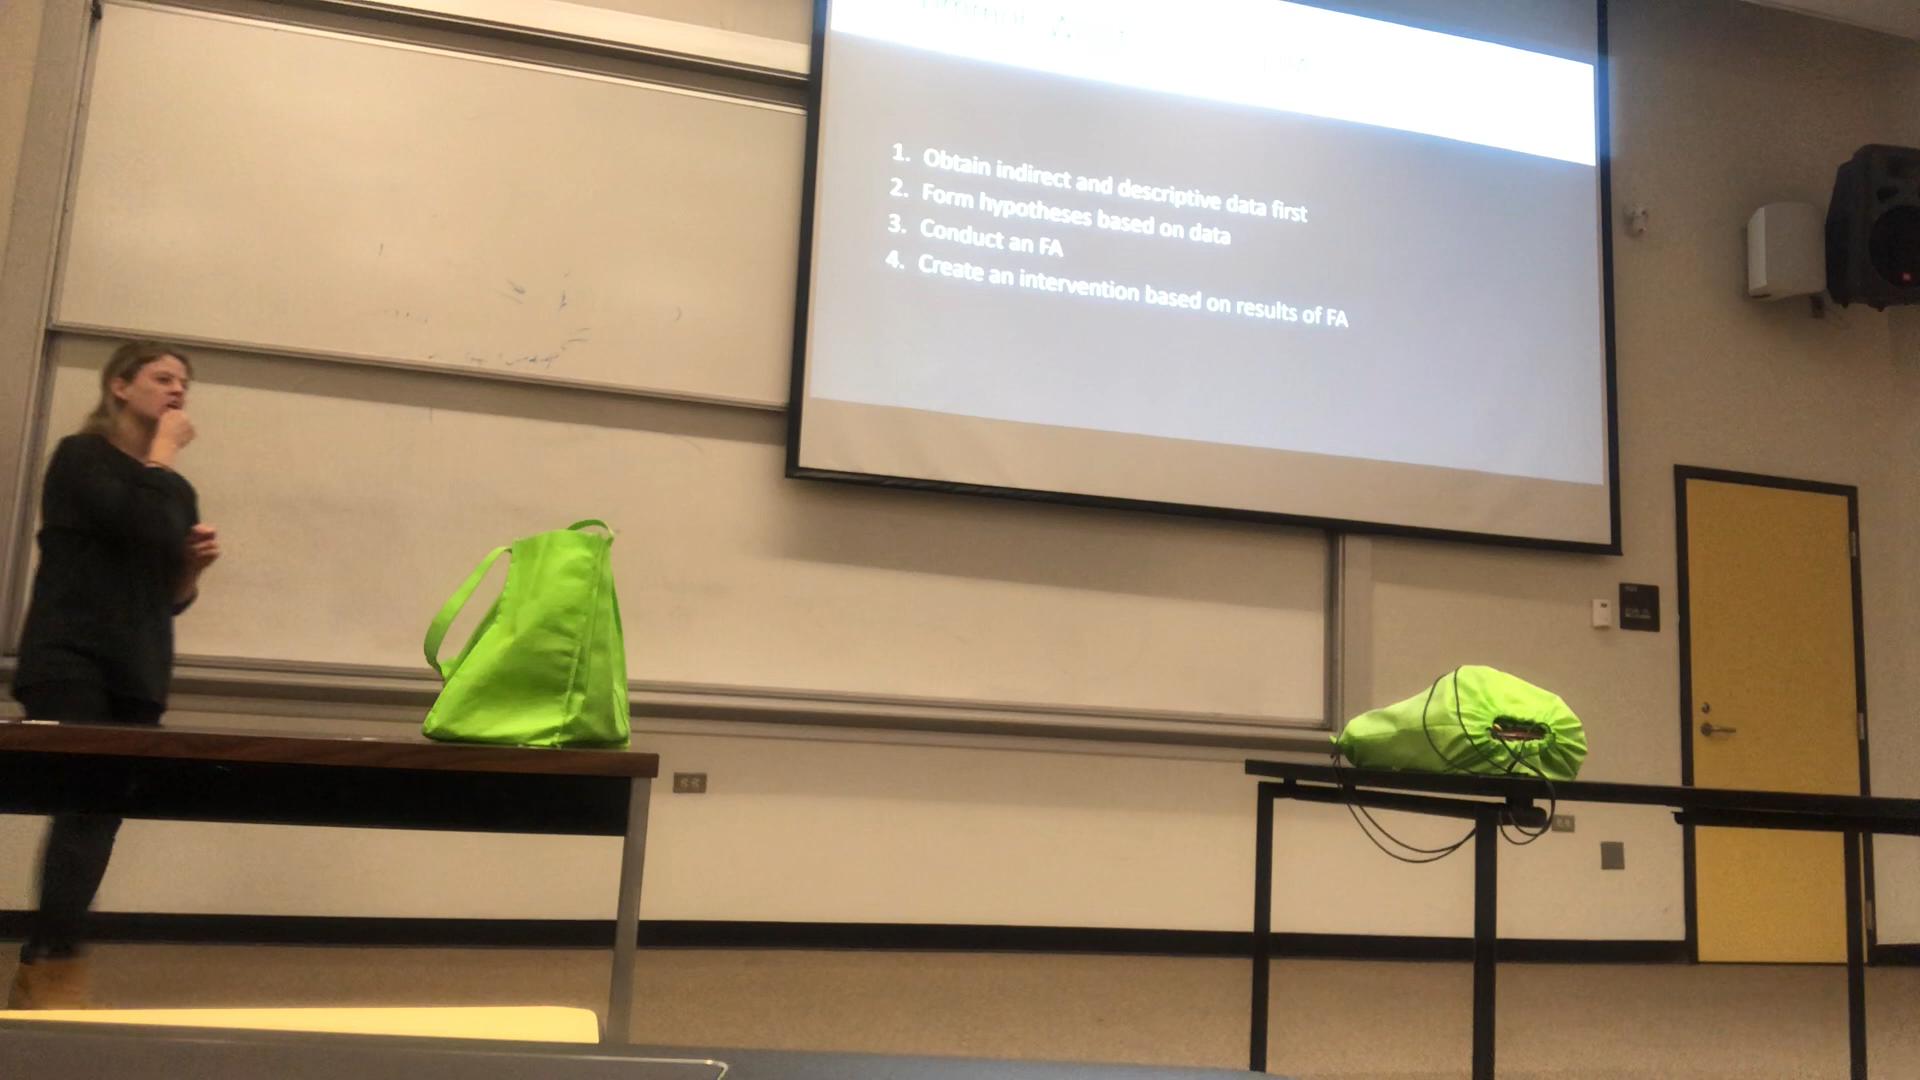 1. Obtain indirect and descriptive data first
2. Form hypotheses based on data
3. Conduct an FA
4. Create an intervention based on results of FA